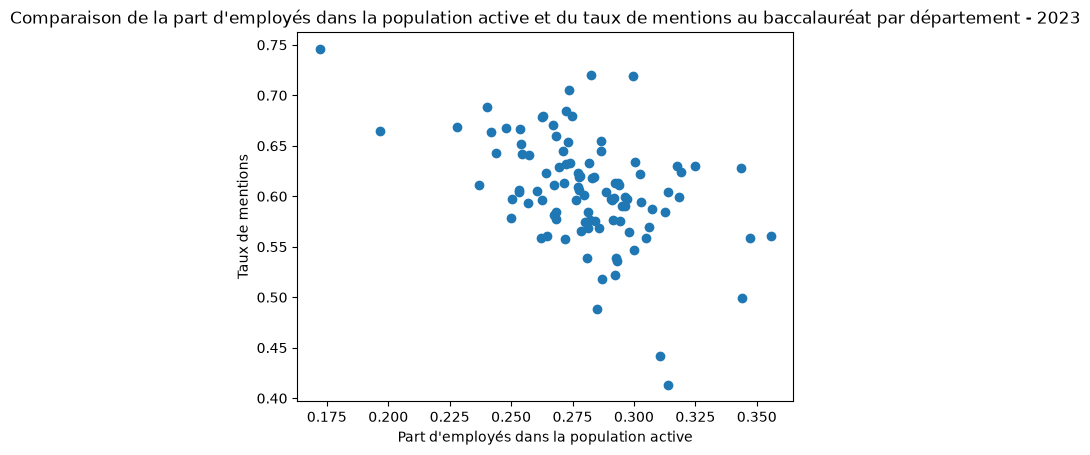 Comparaison de la part d'employés dans la population active et du taux de mentions au baccalauréat par département - 2023
0.75
0.70
0.65
0.60
0.55
0.50
0.45
0.40
Taux de mentions
0.175 0.200 0.225 0.250 0.275 0.300 0.325 0.350
Part d'employés dans la population active